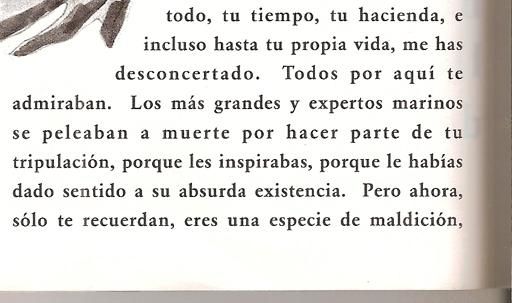 todo, tu tiempo, tu hacienda, e
incluso hasta tu propia vida, me has
desconcertado. Todos por aquí te
admiraban. Los más grandes y expertos marinos
se peleaban a muerte por hacer parte de tu
tripulación, porque les inspirabas, porque le habías
dado sentido a su absurda existencia. Pero ahora,
sólo te recuerdan, eres una especie de maldición,